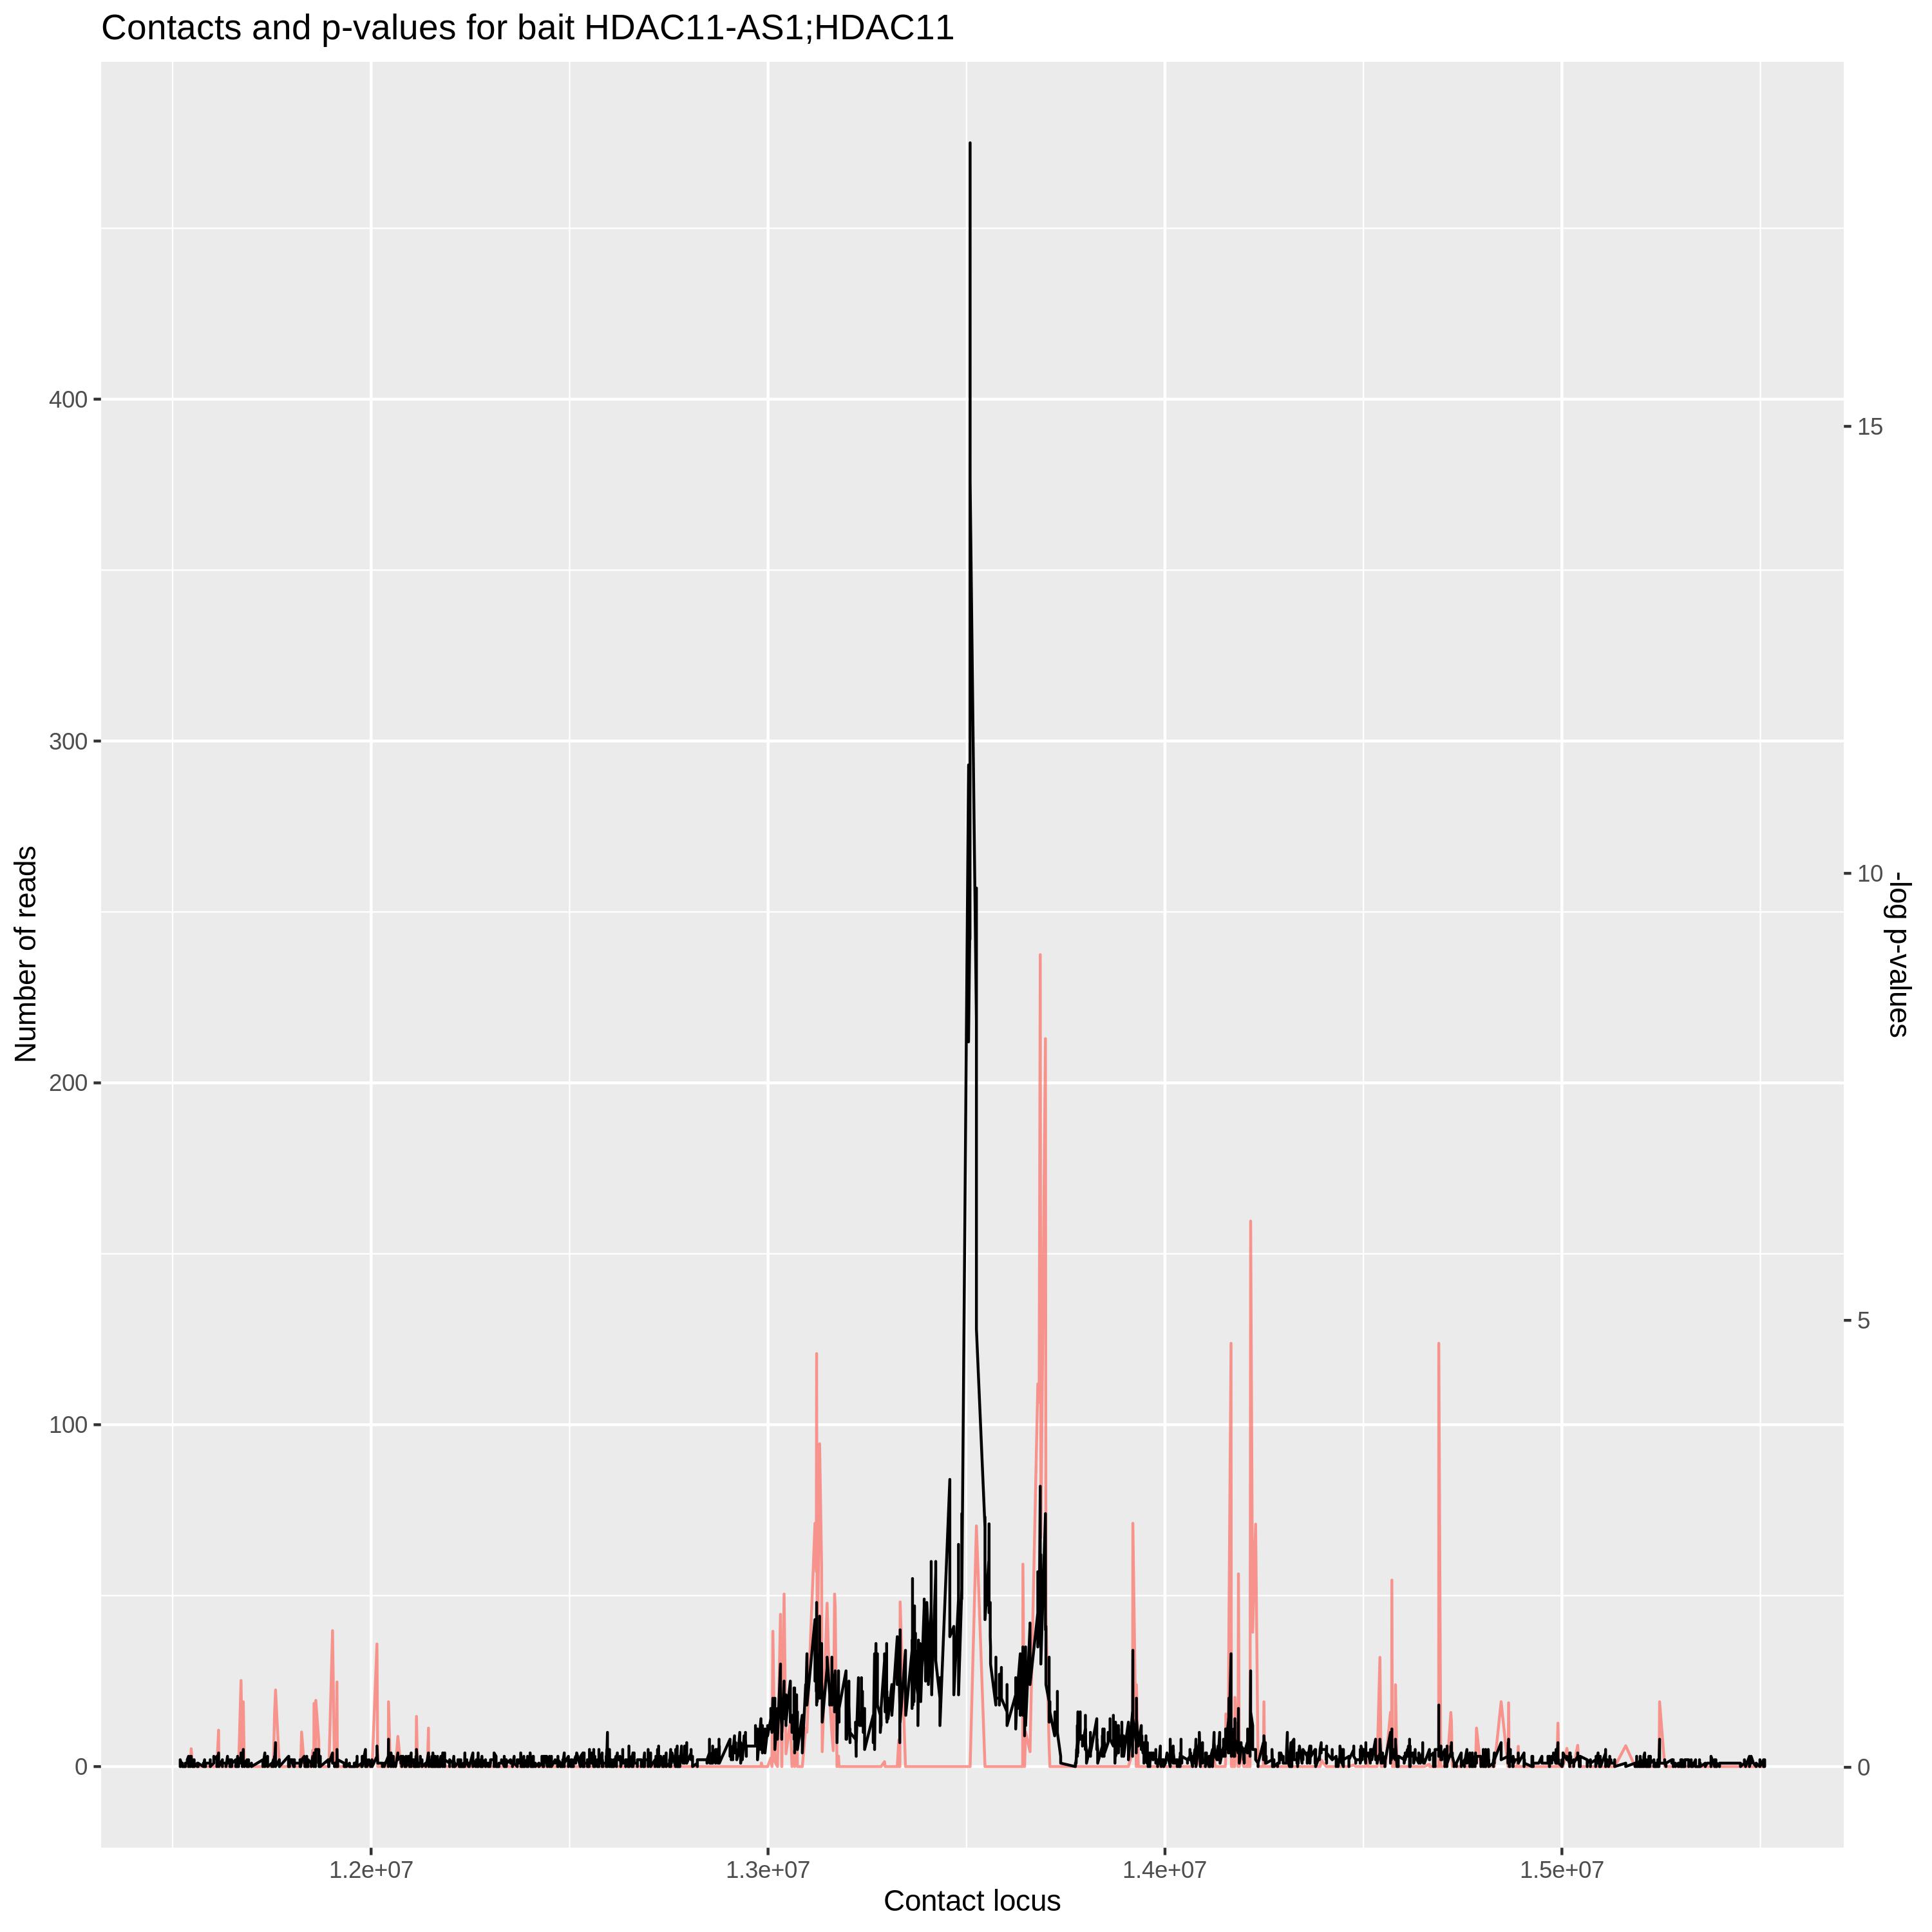 Contacts and p-values for bait HDAC11-AS1;HDAC11
400
300
200
100
0
Number of reads
15
10
5
0
-log p-values
1.2e+07 1.3e+07 1.4e+07 1.5e+07
Contact locus